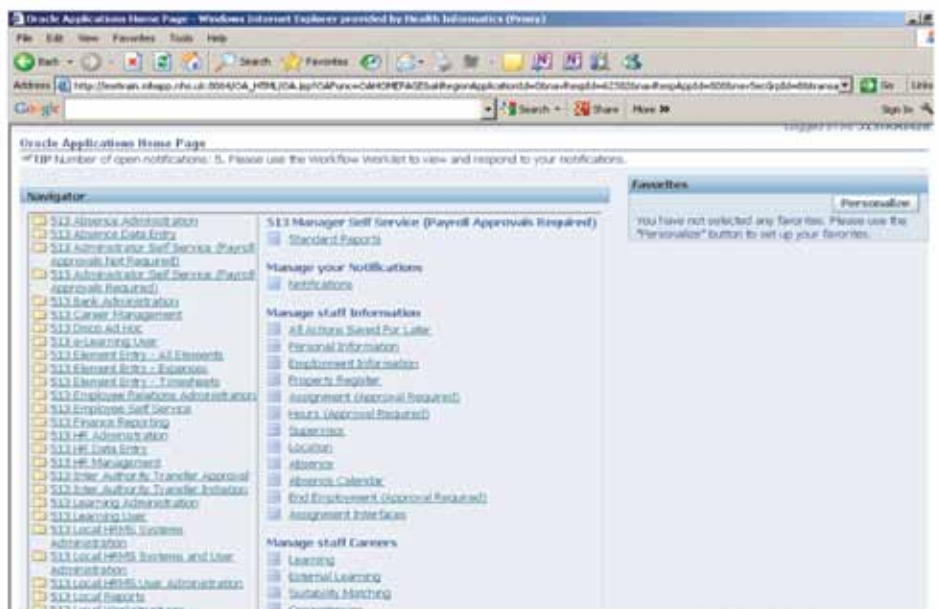 Oracle Applications Home Page - Windows Internet Explorer provided by Health Informatics
File Edit View Favorites Tools Help
Back Search Favorites
Address Go Links
Google Search Share More Sign In
Oracle Applications Home Page
TIP Number of open notifications: 5. Please use the Workflow Worklist to view and respond to your notifications.
Navigator
513 Absence Administration
513 Absence Data Entry
513 Administrator Self Service (Payroll
Approvals Not Required)
513 Administrator Self Service (Payroll
Approvals Required)
513 Bank Administration
513 Career Management
513 Disco Ad Hoc
513 e-Learning User
513 Element Entry - All Elements
513 Element Entry - Expenses
513 Element Entry - Timesheets
513 Employee Relations Administration
513 Employee Self Service
513 Finance Reporting
513 HR Administration
513 HR Data Entry
513 HR Management
513 Inter Authority Transfer Approval
513 Inter Authority Transfer Initiation
513 Learning Administration
513 Learning User
513 Local HRMS Systems
Administration
513 Local HRMS Systems and User
Administration
513 Local HRMS User Administration
513 Local Reports
513 Local Workstructures
513 Manager Self Service (Payroll Approvals Required)
Standard Reports
Manage your Notifications
Notifications
Manage staff Information
All Actions Saved For Later
Personal Information
Employment Information
Property Register
Assignment (Approval Required)
Hours (Approval Required)
Supervisor
Location
Absence
Absence Calendar
End Employment (Approval Required)
Assignment Interfaces
Manage staff Careers
Learning
External Learning
Suitability Matching
Competencies
Favorites
Personalize
You have not selected any favorites. Please use the
"Personalize" button to set up your favorites.